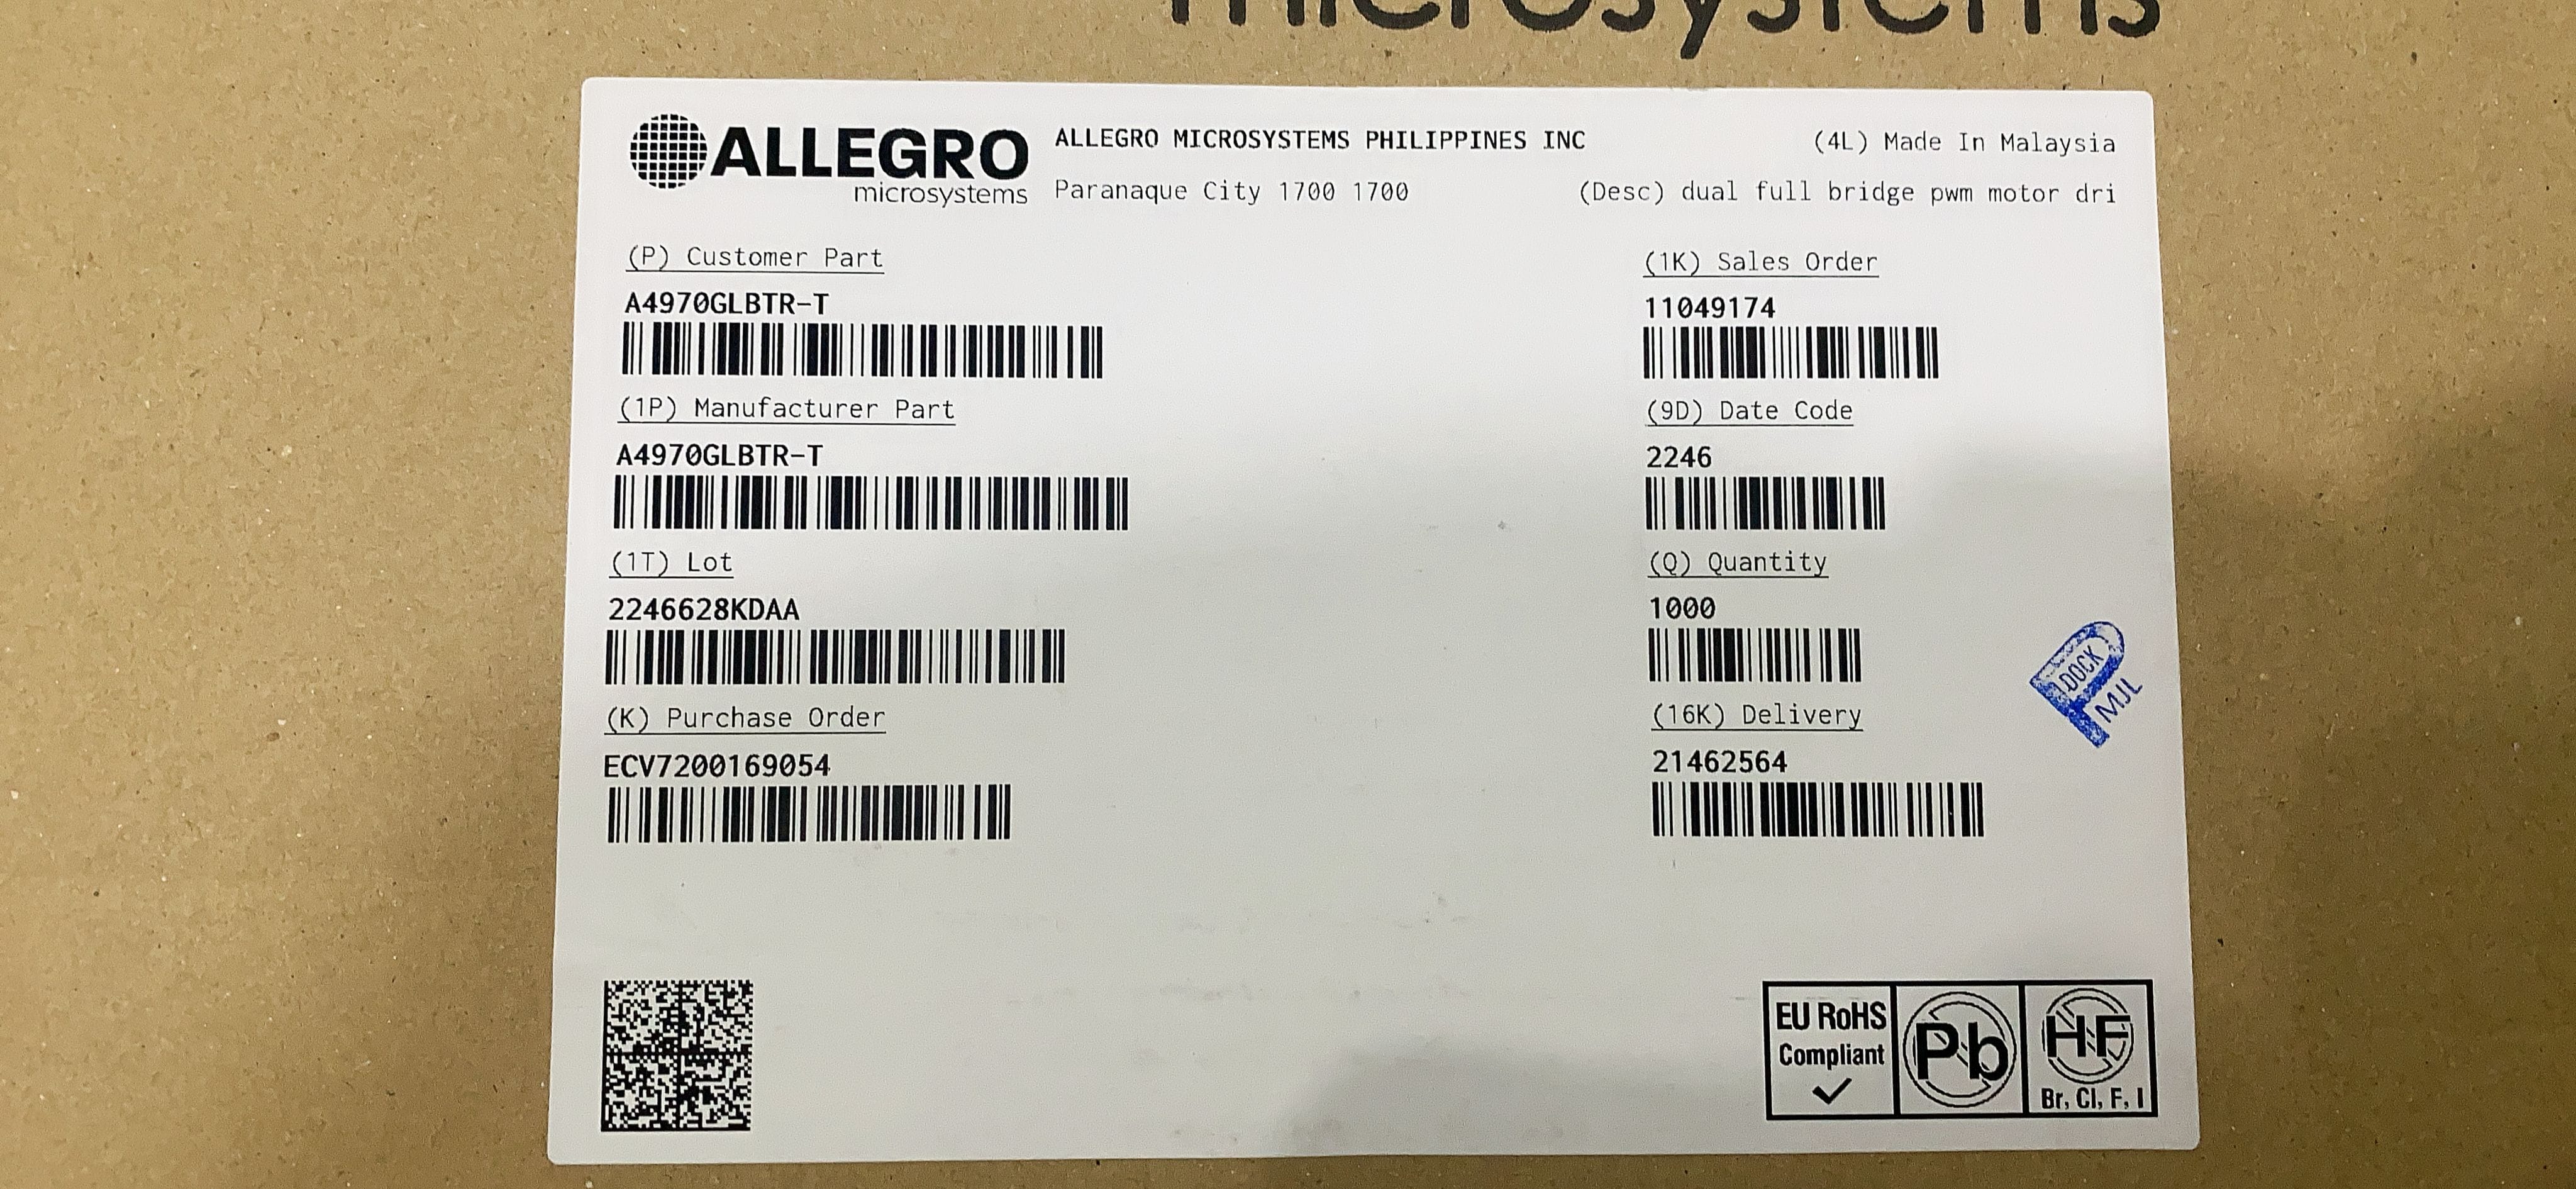 microsystems
ALLEGRO
microsystems
ALLEGRO MICROSYSTEMS PHILIPPINES INC
Paranaque City 1700 1700
(4L) Made In Malaysia
(Desc) dual full bridge pwm motor dri
(P) Customer Part
A4970GLBTR-T
(1P) Manufacturer Part
A4970GLBTR-T
(1T) Lot
2246628KDAA
(K) Purchase Order
ECV7200169054
(1K) Sales Order
11049174
(9D) Date Code
2246
(Q) Quantity
1000
(16K) Delivery
21462564
DOCK
MJL
EU RoHS
Compliant
Pb
HF
Br, Cl, F, I